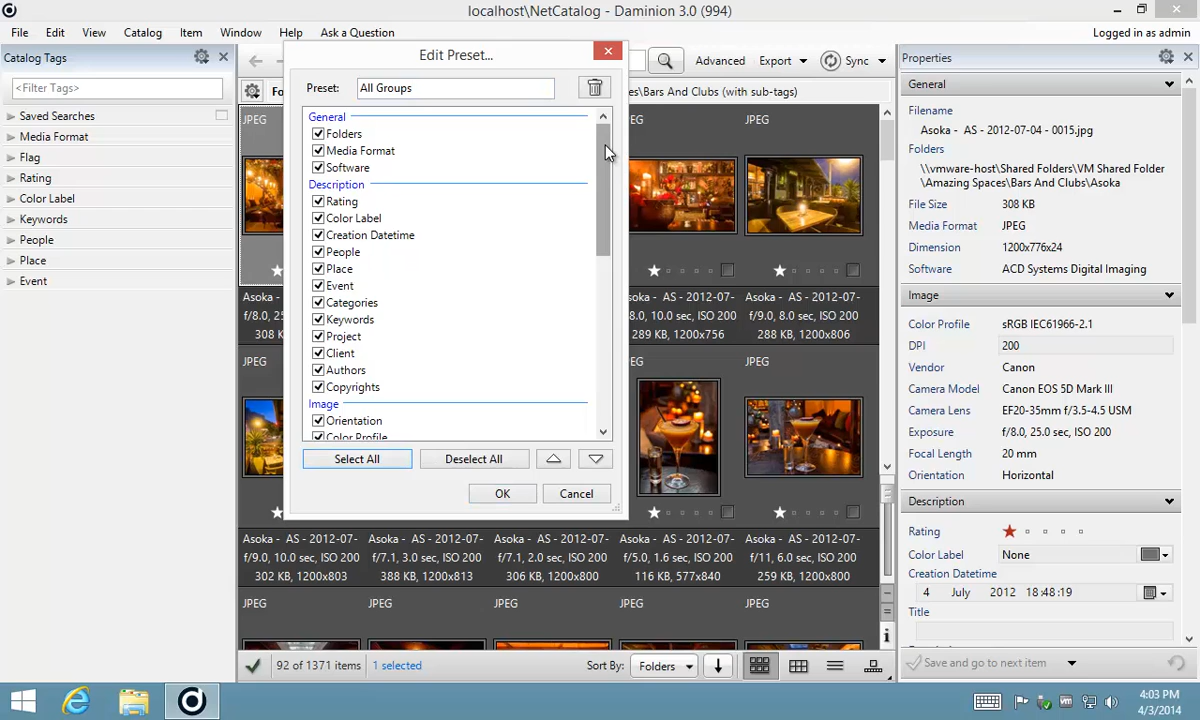 localhost\NetCatalog - Daminion 3.0 (994)
File Edit View Catalog Item Window Help Ask a Question
Logged in as admin
Catalog Tags
<Filter Tags>
Saved Searches
Media Format
Flag
Rating
Color Label
Keywords
People
Place
Event
Advanced Export Sync
Fo
s\Bars And Clubs (with sub-tags)
Edit Preset...
Preset: All Groups
General
Folders
Media Format
Software
Description
Rating
Color Label
Creation Datetime
People
Place
Event
Categories
Keywords
Project
Client
Authors
Copyrights
Image
Orientation
Color Profile
Select All Deselect All
OK Cancel
JPEG JPEG
Asoka - soka - AS - 2012-07- Asoka - AS - 2012-07-
f/8.0, 8.0, 10.0 sec, ISO 200 f/9.0, 8.0 sec, ISO 200
308 K 289 KB, 1200x756 288 KB, 1200x806
JPEG JPEG JPEG
Asoka - AS - 2012-07- Asoka - AS - 2012-07- Asoka - AS - 2012-07- Asoka - AS - 2012-07- Asoka - AS - 2012-07-
f/9.0, 10.0 sec, ISO 200 f/7.1, 3.0 sec, ISO 200 f/7.1, 2.0 sec, ISO 200 f/5.0, 1.6 sec, ISO 200 f/11, 6.0 sec, ISO 200
302 KB, 1200x803 388 KB, 1200x813 306 KB, 1200x800 116 KB, 577x840 259 KB, 1200x800
JPEG JPEG JPEG JPEG JPEG
92 of 1371 items 1 selected Sort By: Folders
Properties
General
Filename
Asoka - AS - 2012-07-04 - 0015.jpg
Folders
\\vmware-host\Shared Folders\VM Shared Folder
\Amazing Spaces\Bars And Clubs\Asoka
File Size 308 KB
Media Format JPEG
Dimension 1200x776x24
Software ACD Systems Digital Imaging
Image
Color Profile sRGB IEC61966-2.1
DPI 200
Vendor Canon
Camera Model Canon EOS 5D Mark III
Camera Lens EF20-35mm f/3.5-4.5 USM
Exposure f/8.0, 25.0 sec, ISO 200
Focal Length 20 mm
Orientation Horizontal
Description
Rating
Color Label None
Creation Datetime
4 July 2012 18:48:19
Title
Save and go to next item
4:03 PM
4/3/2014